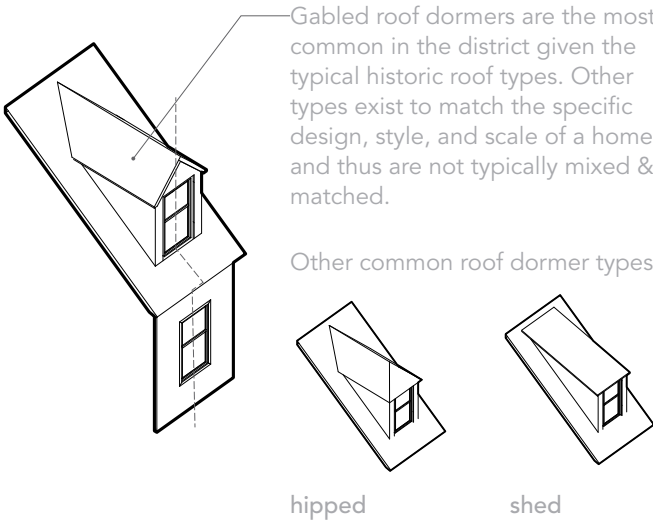 Gabled roof dormers are the most
common in the district given the
typical historic roof types. Other
types exist to match the specific
design, style, and scale of a home
and thus are not typically mixed &
matched.
Other common roof dormer types
hipped
shed